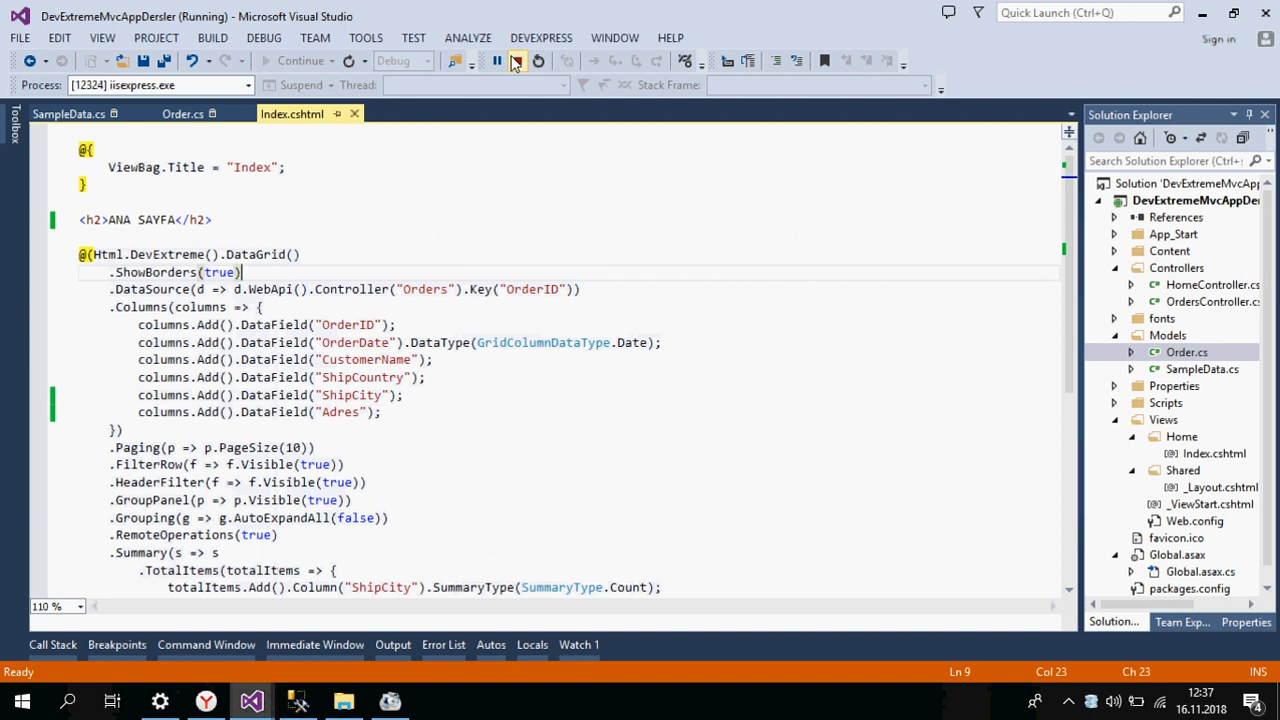 DevExtremeMvcAppDersler (Running) - Microsoft Visual Studio
Quick Launch (Ctrl+Q)
FILE EDIT VIEW PROJECT BUILD DEBUG TEAM TOOLS TEST ANALYZE DEVEXPRESS WINDOW HELP
Sign in
Continue Debug
Process: [12324] iisexpress.exe Suspend Thread: Stack Frame:
Toolbox
SampleData.cs Order.cs Index.cshtml
@{
ViewBag.Title = "Index";
}
<h2>ANA SAYFA</h2>
@(Html.DevExtreme().DataGrid()
.ShowBorders(true)
.DataSource(d => d.WebApi().Controller("Orders").Key("OrderID"))
.Columns(columns => {
columns.Add().DataField("OrderID");
columns.Add().DataField("OrderDate").DataType(GridColumnDataType.Date);
columns.Add().DataField("CustomerName");
columns.Add().DataField("ShipCountry");
columns.Add().DataField("ShipCity");
columns.Add().DataField("Adres");
})
.Paging(p => p.PageSize(10))
.FilterRow(f => f.Visible(true))
.HeaderFilter(f => f.Visible(true))
.GroupPanel(p => p.Visible(true))
.Grouping(g => g.AutoExpandAll(false))
.RemoteOperations(true)
.Summary(s => s
.TotalItems(totalItems => {
totalItems.Add().Column("ShipCity").SummaryType(SummaryType.Count);
110 %
Solution Explorer
Search Solution Explorer (Ctrl+ş
Solution 'DevExtremeMvcApp
DevExtremeMvcAppDers
References
App_Start
Content
Controllers
HomeController.cs
OrdersController.cs
fonts
Models
Order.cs
SampleData.cs
Properties
Scripts
Views
Home
Index.cshtml
Shared
_Layout.cshtml
_ViewStart.cshtml
Web.config
favicon.ico
Global.asax
Global.asax.cs
packages.config
Solution... Team Exp... Properties
Call Stack Breakpoints Command Window Immediate Window Output Error List Autos Locals Watch 1
Ready Ln 9 Col 23 Ch 23 INS
12:37
16.11.2018
4